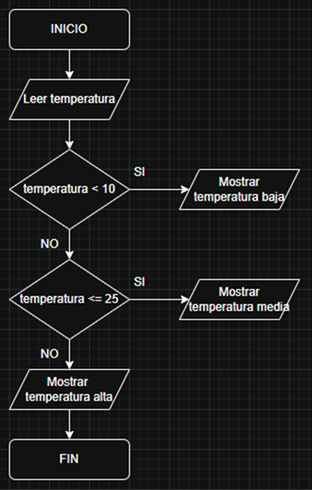 INICIO
Leer temperatura
temperatura < 10
SI
Mostrar
temperatura baja
NO
temperatura <= 25
SI
Mostrar
temperatura media
NO
Mostrar
temperatura alta
FIN